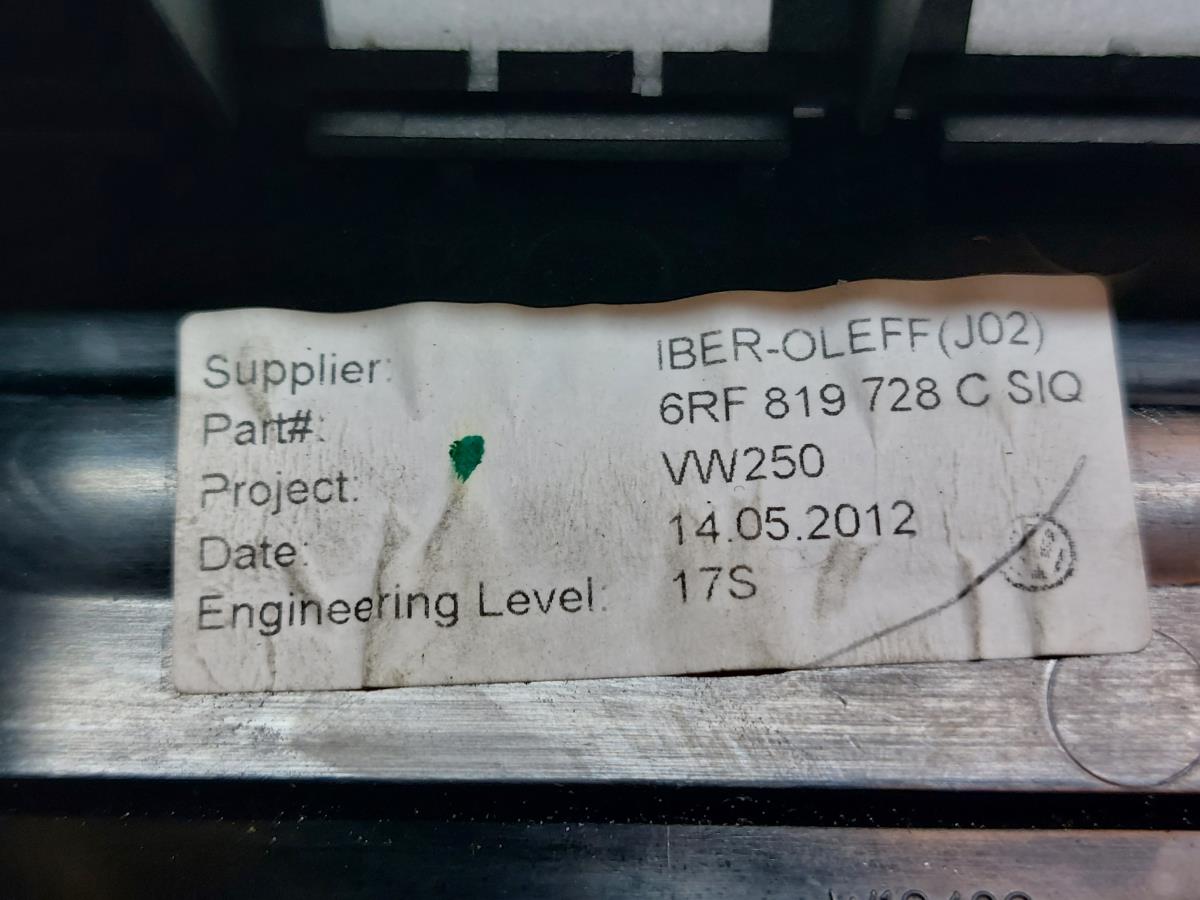 Supplier: IBER-OLEFF(J02)
Part#: 6RF 819 728 C SIQ
Project: VW250
Date: 14.05.2012
Engineering Level: 17S